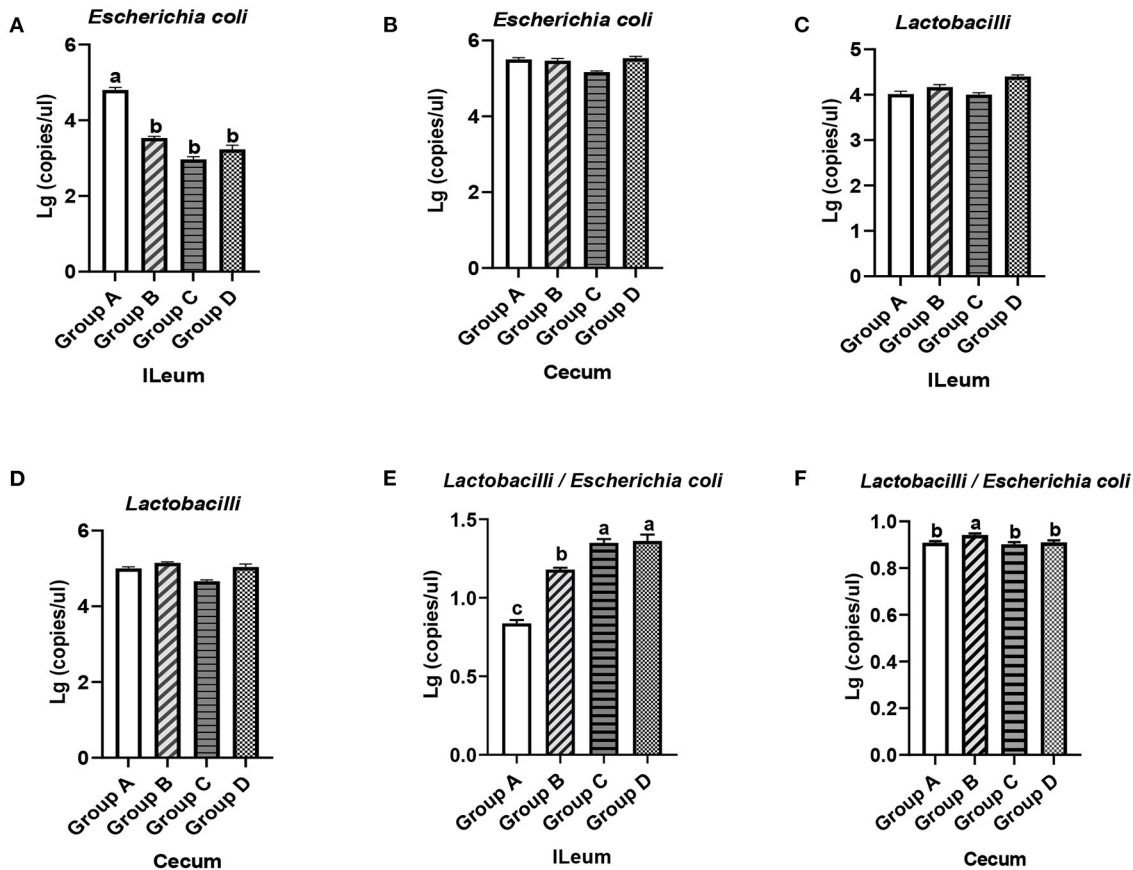 A
Escherichia coli
Lg (copies/ul)
6
4
2
0
a
b
b
b
Group A
Group B
Group C
Group D
ILeum
B
Escherichia coli
Lg (copies/ul)
6
4
2
0
Group A
Group B
Group C
Group D
Cecum
C
Lactobacilli
Lg (copies/ul)
5
4
3
2
1
0
Group A
Group B
Group C
Group D
ILeum
D
Lactobacilli
Lg (copies/ul)
6
4
2
0
Group A
Group B
Group C
Group D
Cecum
E
Lactobacilli / Escherichia coli
Lg (copies/ul)
1.5
1.0
0.5
0.0
c
b
a
a
Group A
Group B
Group C
Group D
ILeum
F
Lactobacilli / Escherichia coli
Lg (copies/ul)
1.0
0.8
0.6
0.4
0.2
0.0
b
a
b
b
Group A
Group B
Group C
Group D
Cecum